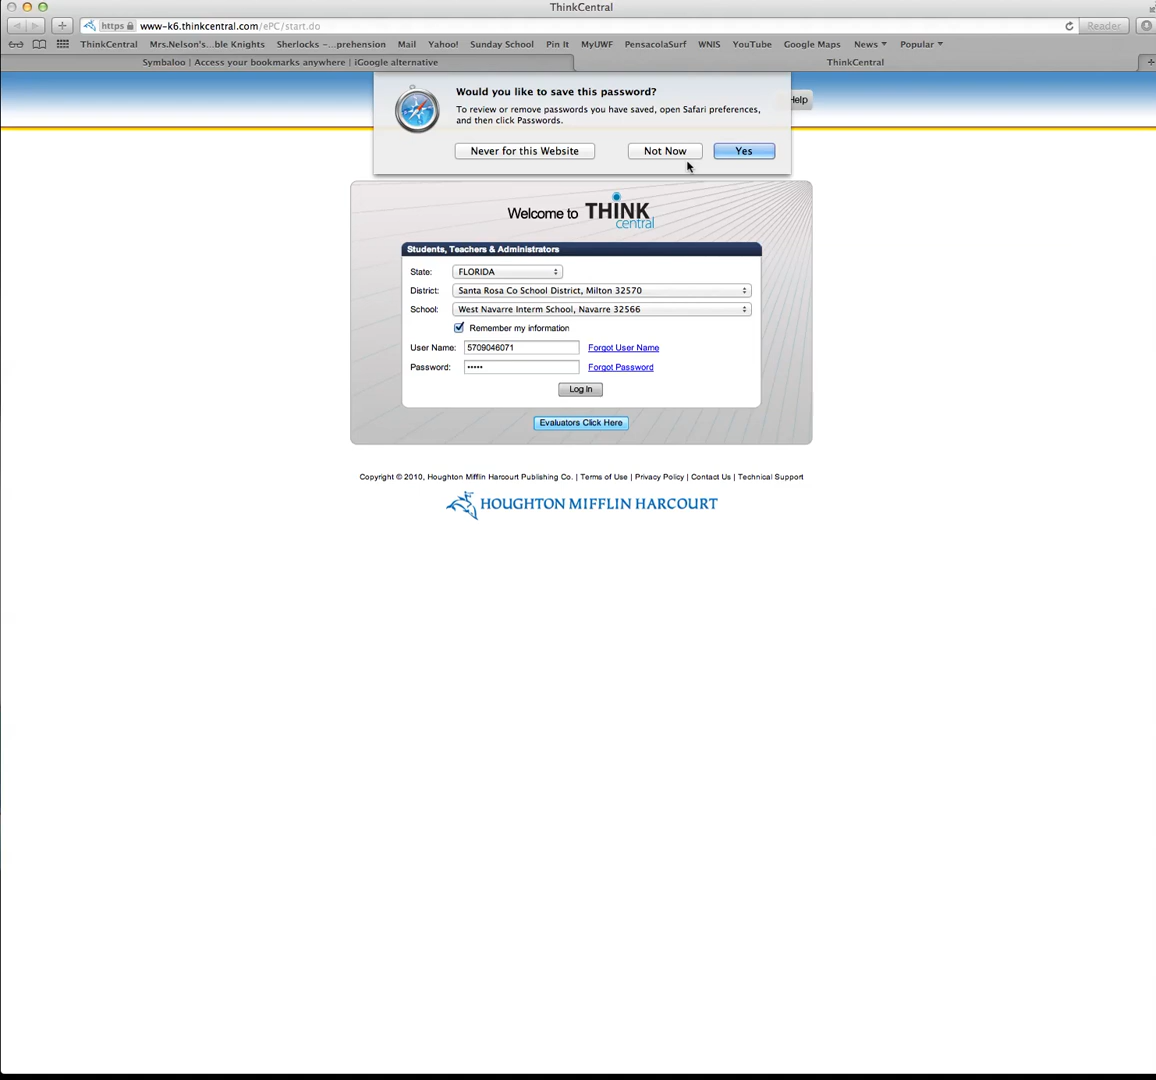 ThinkCentral
https www-k6.thinkcentral.com/ePC/start.do Reader
ThinkCentral Mrs.Nelson's...ble Knights Sherlocks -...prehension Mail Yahoo! Sunday School Pin It MyUWF PensacolaSurf WNIS YouTube Google Maps News Popular
Symbaloo | Access your bookmarks anywhere | iGoogle alternative ThinkCentral
Would you like to save this password?
To review or remove passwords you have saved, open Safari preferences,
and then click Passwords.
Help
Never for this Website Not Now Yes
Welcome to THINK
central
Students, Teachers & Administrators
State: FLORIDA
District: Santa Rosa Co School District, Milton 32570
School: West Navarre Interm School, Navarre 32566
Remember my information
User Name: 5709046071 Forgot User Name
Password: ••••• Forgot Password
Log In
Evaluators Click Here
Copyright © 2010, Houghton Mifflin Harcourt Publishing Co. | Terms of Use | Privacy Policy | Contact Us | Technical Support
HOUGHTON MIFFLIN HARCOURT